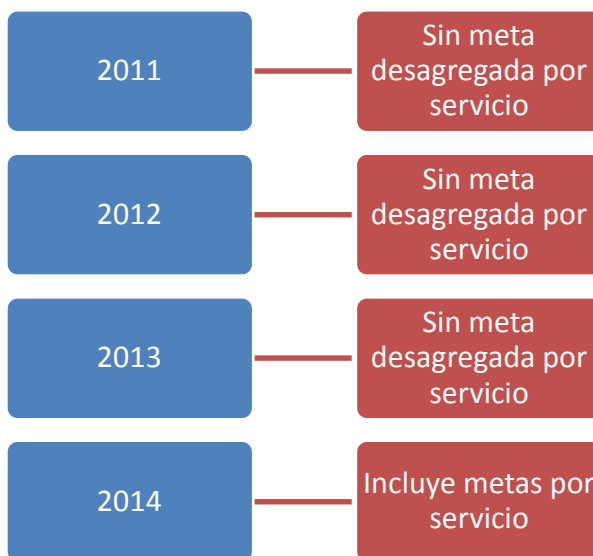 2011
Sin meta
desagregada por
servicio
2012
Sin meta
desagregada por
servicio
2013
Sin meta
desagregada por
servicio
2014
Incluye metas por
servicio